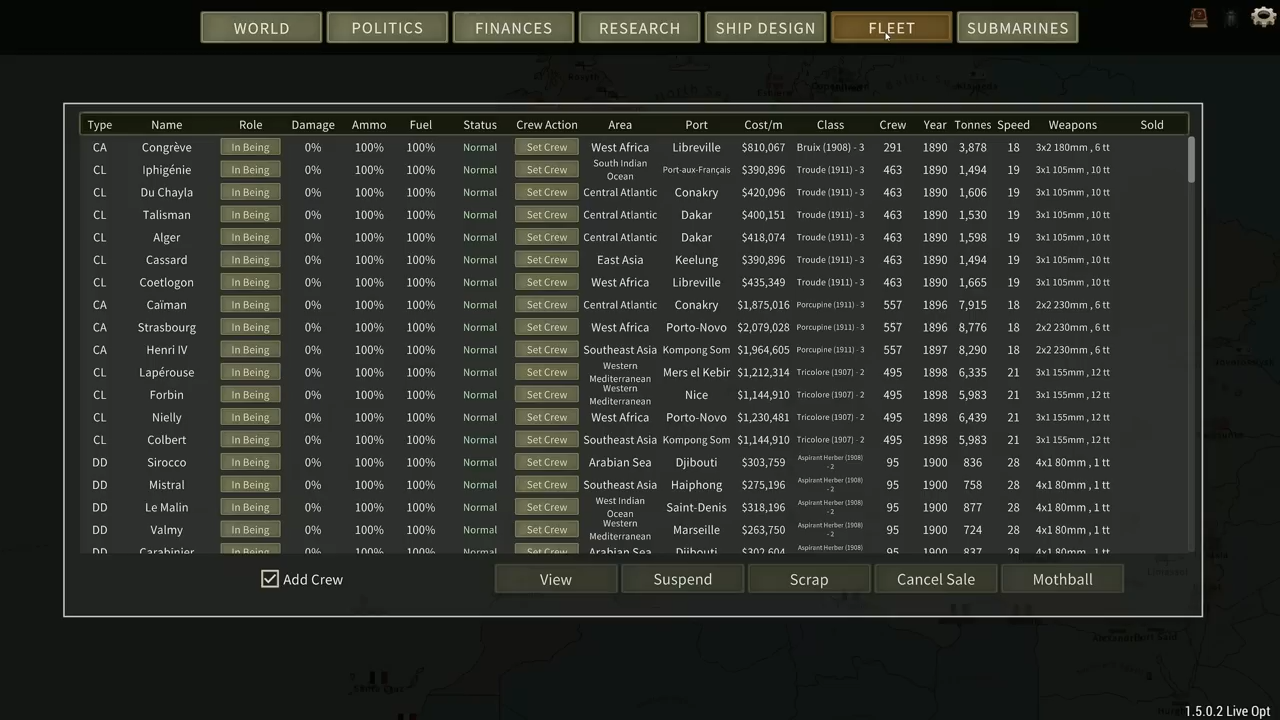 WORLD POLITICS FINANCES RESEARCH SHIP DESIGN FLEET SUBMARINES
Type Name Role Damage Ammo Fuel Status Crew Action Area Port Cost/m Class Crew Year Tonnes Speed Weapons Sold
CA Congrève In Being 0% 100% 100% Normal Set Crew West Africa Libreville $810,067 Bruix (1908) - 3 291 1890 3,878 18 3x2 180mm , 6 tt
CL Iphigénie In Being 0% 100% 100% Normal Set Crew South Indian Ocean Port-aux-Français $390,896 Troude (1911) - 3 463 1890 1,494 19 3x1 105mm , 10 tt
CL Du Chayla In Being 0% 100% 100% Normal Set Crew Central Atlantic Conakry $420,096 Troude (1911) - 3 463 1890 1,606 19 3x1 105mm , 10 tt
CL Talisman In Being 0% 100% 100% Normal Set Crew Central Atlantic Dakar $400,151 Troude (1911) - 3 463 1890 1,530 19 3x1 105mm , 10 tt
CL Alger In Being 0% 100% 100% Normal Set Crew Central Atlantic Dakar $418,074 Troude (1911) - 3 463 1890 1,598 19 3x1 105mm , 10 tt
CL Cassard In Being 0% 100% 100% Normal Set Crew East Asia Keelung $390,896 Troude (1911) - 3 463 1890 1,494 19 3x1 105mm , 10 tt
CL Coetlogon In Being 0% 100% 100% Normal Set Crew West Africa Libreville $435,349 Troude (1911) - 3 463 1890 1,665 19 3x1 105mm , 10 tt
CA Caïman In Being 0% 100% 100% Normal Set Crew Central Atlantic Conakry $1,875,016 Porcupine (1911) - 3 557 1896 7,915 18 2x2 230mm , 6 tt
CA Strasbourg In Being 0% 100% 100% Normal Set Crew West Africa Porto-Novo $2,079,028 Porcupine (1911) - 3 557 1896 8,776 18 2x2 230mm , 6 tt
CA Henri IV In Being 0% 100% 100% Normal Set Crew Southeast Asia Kompong Som $1,964,605 Porcupine (1911) - 3 557 1897 8,290 18 2x2 230mm , 6 tt
CL Lapérouse In Being 0% 100% 100% Normal Set Crew Western Mediterranean Mers el Kebir $1,212,314 Tricolore (1907) - 2 495 1898 6,335 21 3x1 155mm , 12 tt
CL Forbin In Being 0% 100% 100% Normal Set Crew Western Mediterranean Nice $1,144,910 Tricolore (1907) - 2 495 1898 5,983 21 3x1 155mm , 12 tt
CL Nielly In Being 0% 100% 100% Normal Set Crew West Africa Porto-Novo $1,230,481 Tricolore (1907) - 2 495 1898 6,439 21 3x1 155mm , 12 tt
CL Colbert In Being 0% 100% 100% Normal Set Crew Southeast Asia Kompong Som $1,144,910 Tricolore (1907) - 2 495 1898 5,983 21 3x1 155mm , 12 tt
DD Sirocco In Being 0% 100% 100% Normal Set Crew Arabian Sea Djibouti $303,759 Aspirant Herber (1908) - 2 95 1900 836 28 4x1 80mm , 1 tt
DD Mistral In Being 0% 100% 100% Normal Set Crew Southeast Asia Haiphong $275,196 Aspirant Herber (1908) - 2 95 1900 758 28 4x1 80mm , 1 tt
DD Le Malin In Being 0% 100% 100% Normal Set Crew West Indian Ocean Saint-Denis $318,196 Aspirant Herber (1908) - 2 95 1900 877 28 4x1 80mm , 1 tt
DD Valmy In Being 0% 100% 100% Normal Set Crew Western Mediterranean Marseille $263,750 Aspirant Herber (1908) - 2 95 1900 724 28 4x1 80mm , 1 tt
DD Carabinier In Being 0% 100% 100% Normal Set Crew Arabian Sea Djibouti $302,604 Aspirant Herber (1908) 95 1900 837 28 4x1 80mm , 1 tt
Add Crew View Suspend Scrap Cancel Sale Mothball
1.5.0.2 Live Opt